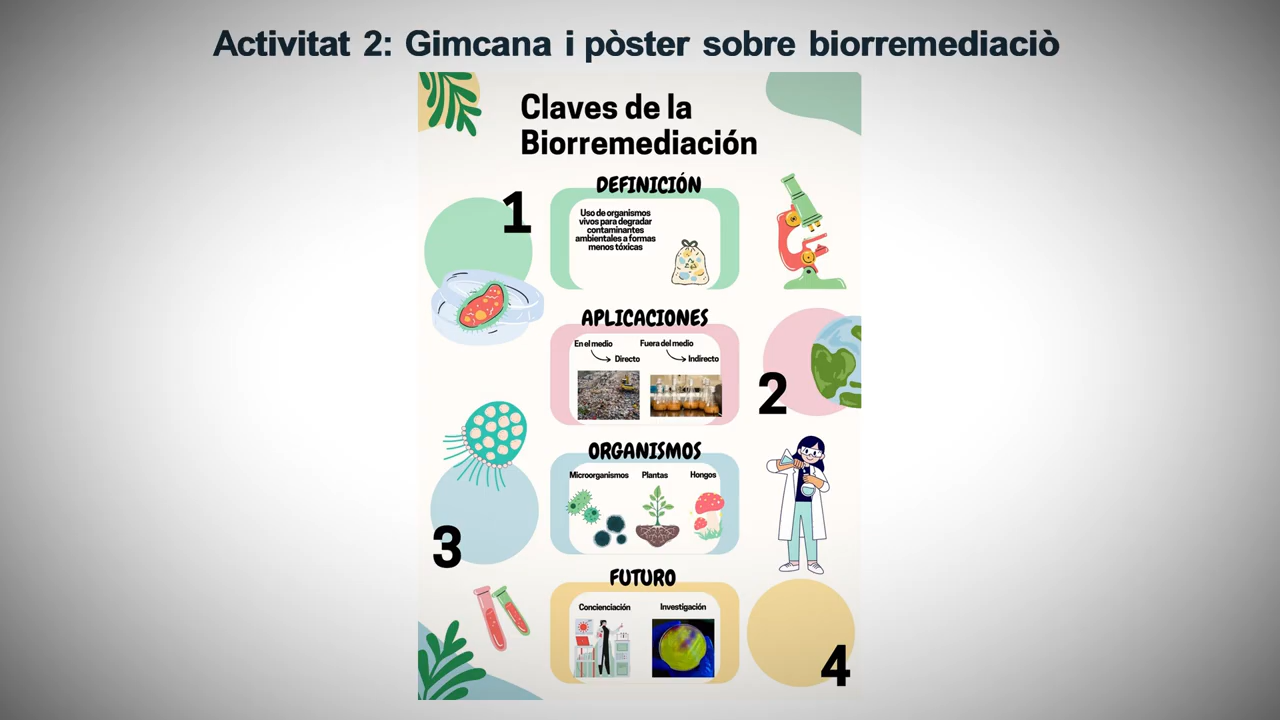 Activitat 2: Gimcana i pòster sobre biorremediaciò
Claves de la
Biorremediación
1
DEFINICIÓN
Uso de organismos
vivos para degradar
contaminantes
ambientales a formas
menos tóxicas
APLICACIONES
En el medio
Directo
Fuera del medio
Indirecto
2
ORGANISMOS
Microorganismos Plantas Hongos
3
FUTURO
Concienciación Investigación
4